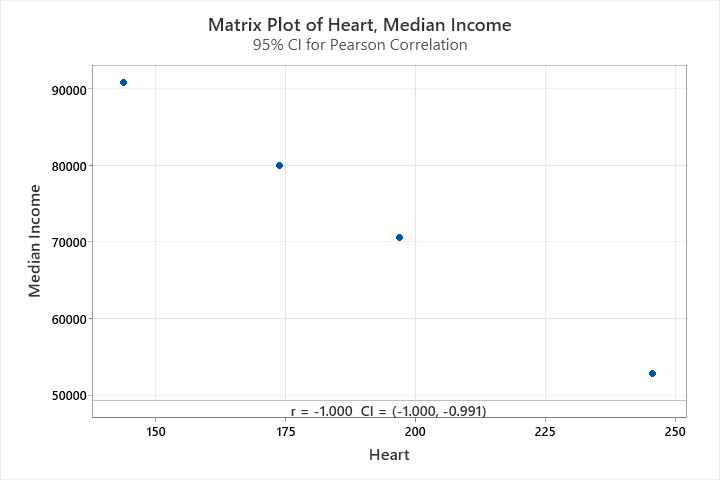 Matrix Plot of Heart, Median Income
95% CI for Pearson Correlation
Median Income
90000
80000
70000
60000
50000
r = -1.000 CI = (-1.000, -0.991)
150 175 200 225 250
Heart